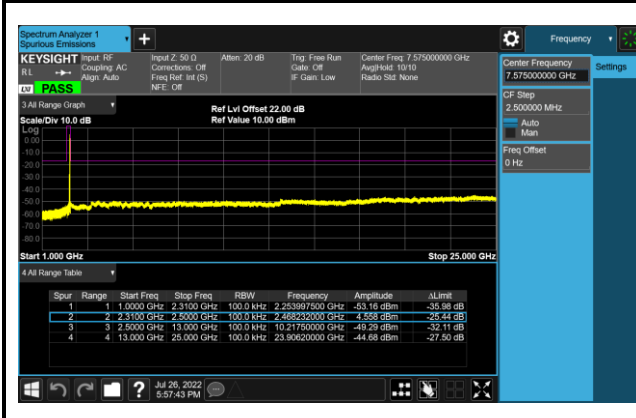 Spectrum Analyzer 1
Spurious Emissions
Frequency
KEYSIGHT Input: RF Input Z: 50 Ω Atten: 20 dB Trig: Free Run Center Freq: 7.575000000 GHz
R L Coupling: AC Corrections: Off Gate: Off Avg|Hold: 10/10
Align: Auto Freq Ref: Int (S) IF Gain: Low Radio Std: None
NFE: Off
LXI PASS
Center Frequency
7.575000000 GHz
Settings
CF Step
2.500000 MHz
Auto
Man
Freq Offset
0 Hz
3 All Range Graph
Ref Lvl Offset 22.00 dB
Scale/Div 10.0 dB Ref Value 10.00 dBm
Log
0.00
-10.0
-20.0
-30.0
-40.0
-50.0
-60.0
-70.0
-80.0
Start 1.000 GHz Stop 25.000 GHz
4 All Range Table
Spur Range Start Freq Stop Freq RBW Frequency Amplitude ΔLimit
1 1 1.0000 GHz 2.3100 GHz 100.0 kHz 2.253997500 GHz -53.16 dBm -35.98 dB
2 2 2.3100 GHz 2.5000 GHz 100.0 kHz 2.468232000 GHz 4.558 dBm -25.44 dB
3 3 2.5000 GHz 13.000 GHz 100.0 kHz 10.21750000 GHz -49.29 dBm -32.11 dB
4 4 13.000 GHz 25.000 GHz 100.0 kHz 23.90620000 GHz -44.68 dBm -27.50 dB
Jul 26, 2022
5:57:43 PM